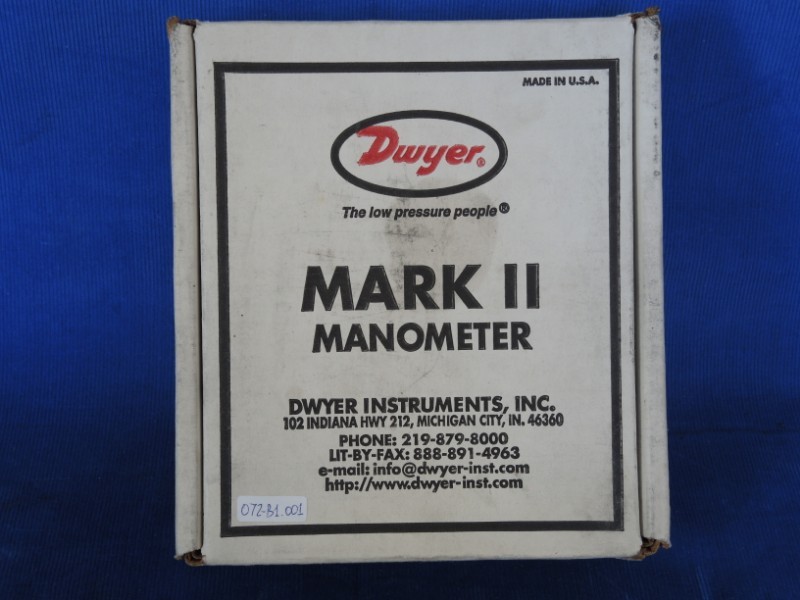 MADE IN U.S.A.
Dwyer®
The low pressure people®
MARK II
MANOMETER
DWYER INSTRUMENTS, INC.
102 INDIANA HWY 212, MICHIGAN CITY, IN. 46360
PHONE: 219-879-8000
LIT-BY-FAX: 888-891-4963
e-mail: info@dwyer-inst.com
http://www.dwyer-inst.com
072-B1.001